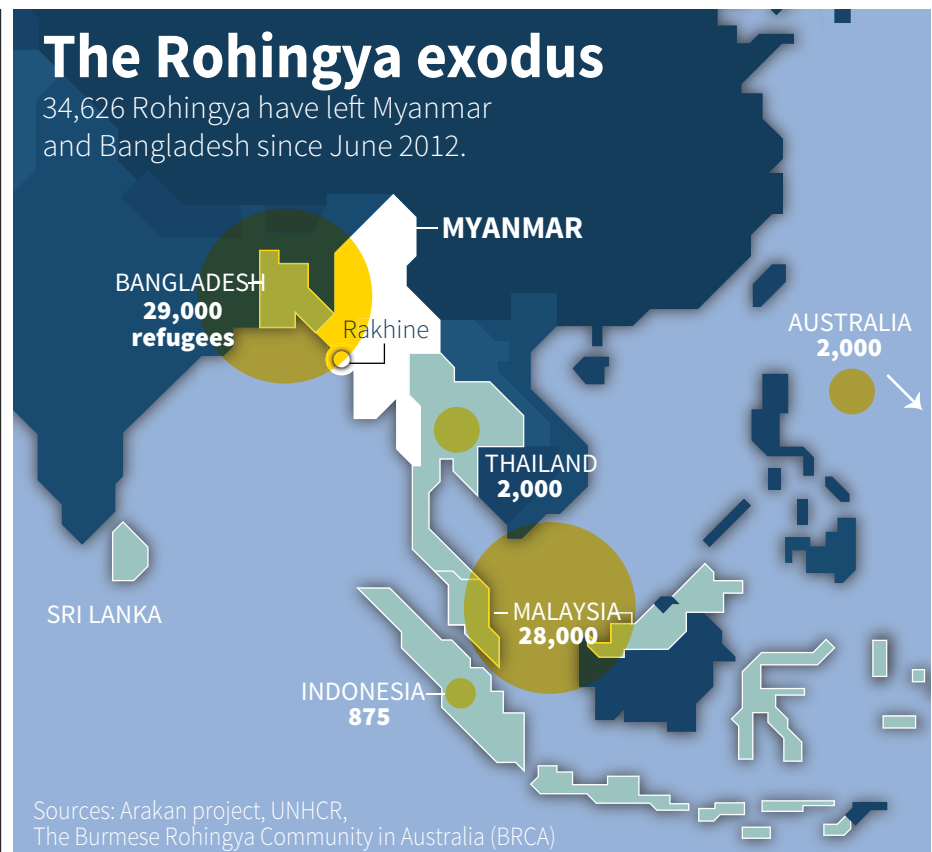 The Rohingya exodus
34,626 Rohingya have left Myanmar
and Bangladesh since June 2012.
MYANMAR
BANGLADESH
29,000
refugees
Rakhine
AUSTRALIA
2,000
THAILAND
2,000
SRI LANKA
MALAYSIA
28,000
INDONESIA
875
Sources: Arakan project, UNHCR,
The Burmese Rohingya Community in Australia (BRCA)